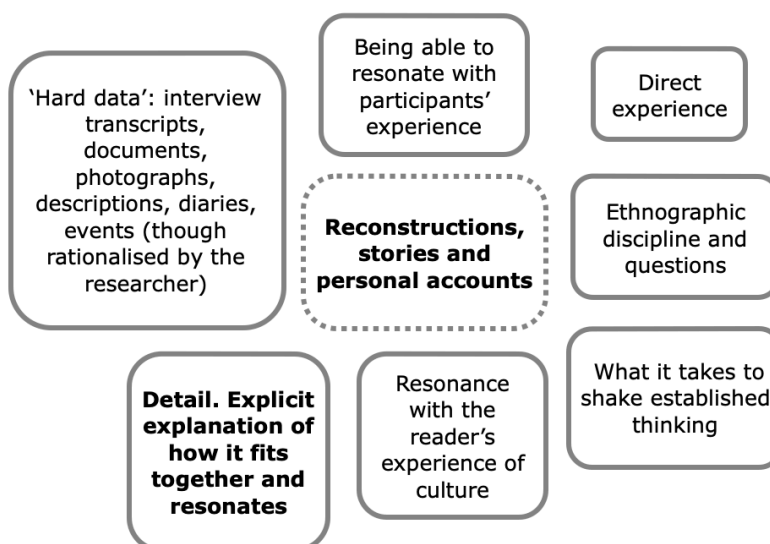 ‘Hard data’: interview
transcripts,
documents,
photographs,
descriptions, diaries,
events (though
rationalised by the
researcher)
Being able to
resonate with
participants’
experience
Direct
experience
Reconstructions,
stories and
personal accounts
Ethnographic
discipline and
questions
Detail. Explicit
explanation of
how it fits
together and
resonates
Resonance
with the
reader’s
experience of
culture
What it takes to
shake established
thinking